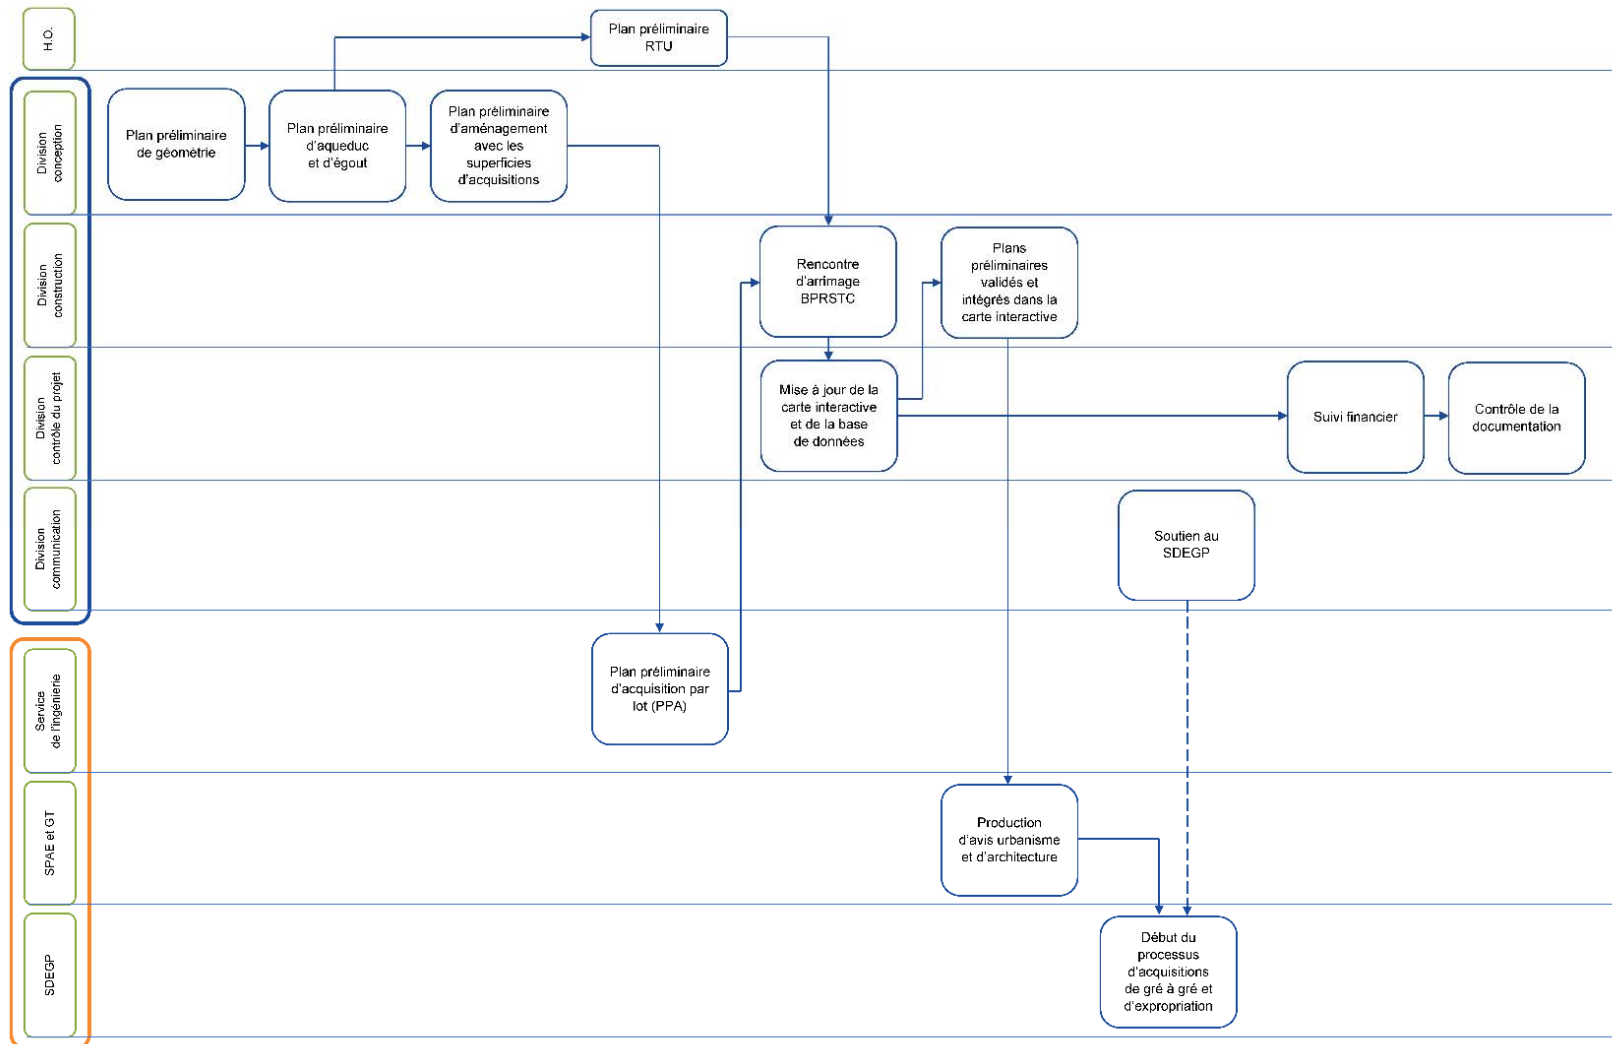 H.O.
Plan préliminaire
RTU
Division
conception
Plan préliminaire
de géométrie
Plan préliminaire
d'aqueduc
et d'égout
Plan préliminaire
d'aménagement
avec les
superficies
d'acquisitions
Division
construction
Rencontre
d'arrimage
BPRSTC
Plans
préliminaires
validés et
intégrés dans la
carte interactive
Division
contrôle du projet
Mise à jour de la
carte interactive
et de la base
de données
Suivi financier
Contrôle de la
documentation
Division
communication
Soutien au
SDEGP
Service
de l'ingénierie
Plan préliminaire
d'acquisition par
lot (PPA)
SPAE et GT
Production
d'avis urbanisme
et d'architecture
SDEGP
Début du
processus
d'acquisitions
de gré à gré et
d'expropriation